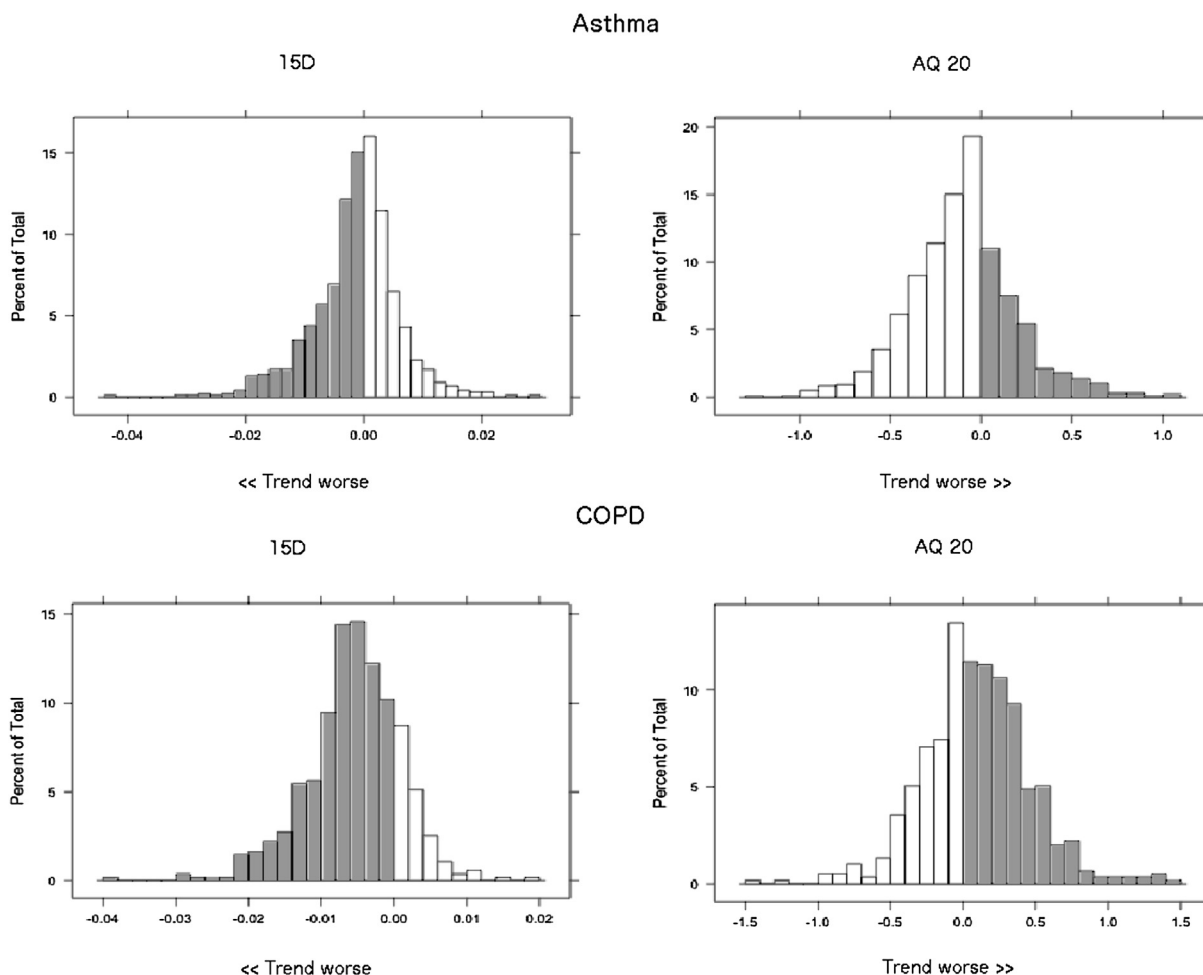 Asthma
15D
AQ 20
Percent of Total
15
10
5
0
-0.04 -0.02 0.00 0.02
<< Trend worse
Percent of Total
20
15
10
5
0
-1.0 -0.5 0.0 0.5 1.0
Trend worse >>
COPD
15D
AQ 20
Percent of Total
15
10
5
0
-0.04 -0.03 -0.02 -0.01 0.00 0.01 0.02
<< Trend worse
Percent of Total
10
5
0
-1.5 -1.0 -0.5 0.0 0.5 1.0 1.5
Trend worse >>